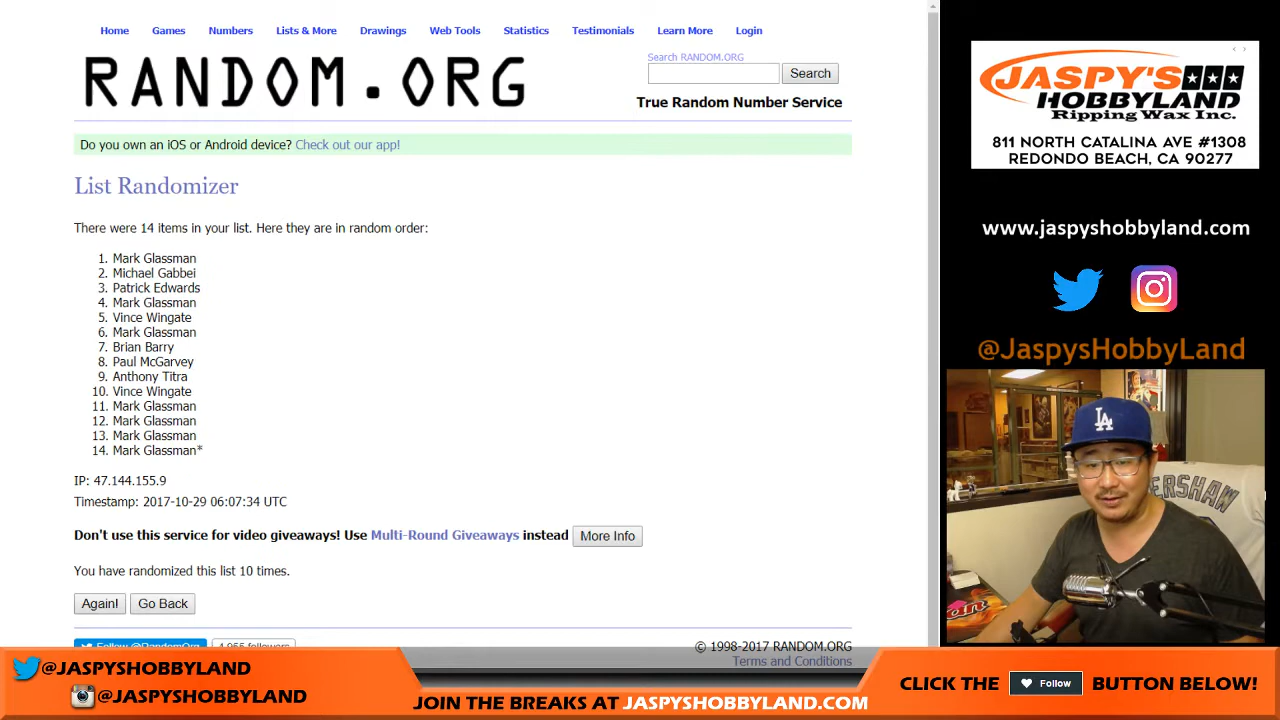 Home Games Numbers Lists & More Drawings Web Tools Statistics Testimonials Learn More Login
RANDOM.ORG
Search RANDOM.ORG
Search
True Random Number Service
Do you own an iOS or Android device? Check out our app!
List Randomizer
There were 14 items in your list. Here they are in random order:
1. Mark Glassman
2. Michael Gabbei
3. Patrick Edwards
4. Mark Glassman
5. Vince Wingate
6. Mark Glassman
7. Brian Barry
8. Paul McGarvey
9. Anthony Titra
10. Vince Wingate
11. Mark Glassman
12. Mark Glassman
13. Mark Glassman
14. Mark Glassman*
IP: 47.144.155.9
Timestamp: 2017-10-29 06:07:34 UTC
Don't use this service for video giveaways! Use Multi-Round Giveaways instead More Info
You have randomized this list 10 times.
Again! Go Back
Follow @RandomOrg 4,955 followers
© 1998-2017 RANDOM.ORG
Terms and Conditions
JASPY'S
HOBBYLAND
Ripping Wax Inc.
811 NORTH CATALINA AVE #1308
REDONDO BEACH, CA 90277
www.jaspyshobbyland.com
@JaspysHobbyLand
LA
ERSHAW
@JASPYSHOBBYLAND
@JASPYSHOBBYLAND
JOIN THE BREAKS AT JASPYSHOBBYLAND.COM
CLICK THE Follow BUTTON BELOW!